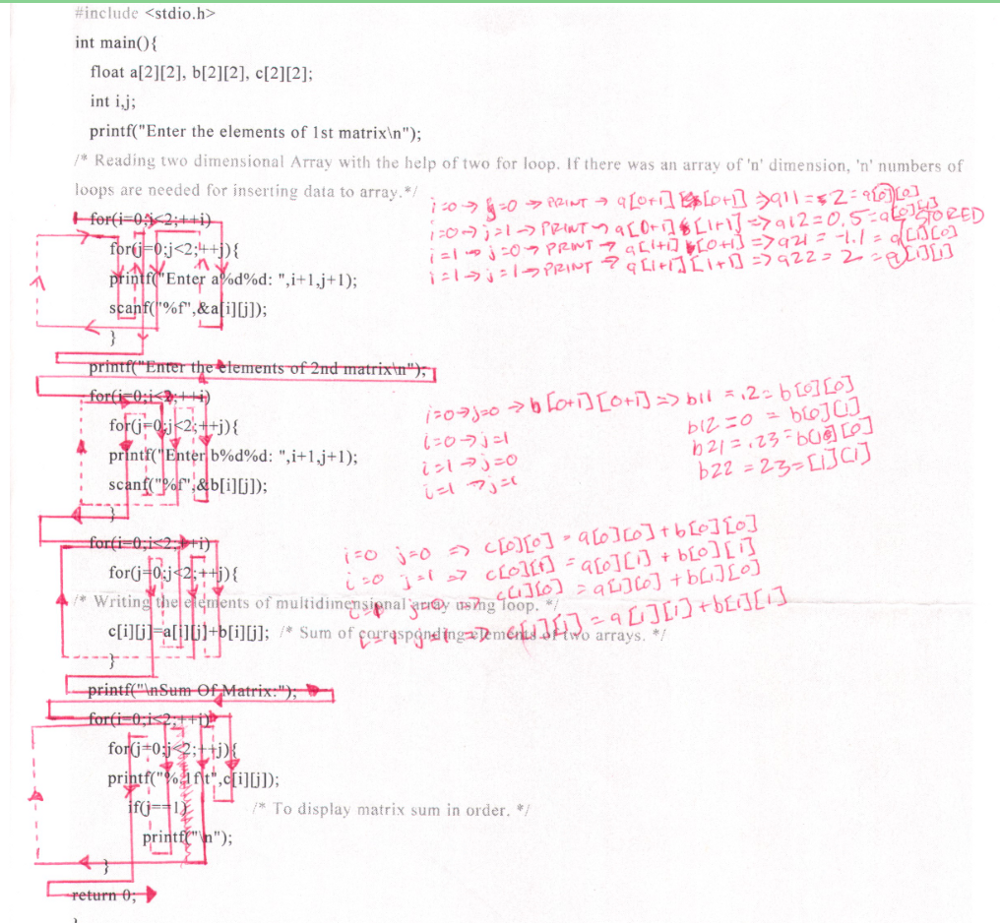 #include <stdio.h>
int main(){
float a[2][2], b[2][2], c[2][2];
int i,j;
printf("Enter the elements of 1st matrix\n");
/* Reading two dimensional Array with the help of two for loop. If there was an array of 'n' dimension, 'n' numbers of
loops are needed for inserting data to array.*/
i=0→ j=0 → PRINT → a[0+1] [0+1] ⇒a11 = .2 = a[0][0]
for(i=0;i<2;++i)
i=0→ j=1 → PRINT → a[0+1] [1+1] ⇒ a12=0.5=a[0][1] STORED
for(j=0;j<2;++j){
i=1→ j=0→ PRINT → a[1+1] [0+1] ⇒ a21 = -1.1 = a[1][0]
printf("Enter a%d%d: ",i+1,j+1);
i=1→ j=1→ PRINT → a[1+1] [1+1] ⇒ a22 = 2 = a[1][1]
scanf("%f",&a[i][j]);
}
printf("Enter the elements of 2nd matrix\n");
for(i=0;i<2;++i)
i=0→j=0 → b[0+1][0+1] ⇒ b11 = .2= b[0][0]
for(j=0;j<2;++j){
i=0→ j=1 b12=0 = b[0][1]
printf("Enter b%d%d: ",i+1,j+1);
i=1 → j=0 b21=.23=b[1][0]
scanf("%f",&b[i][j]);
i=1 → j=1 b22 = 23=[1][1]
}
for(i=0;i<2;++i)
i=0 j=0 ⇒ c[0][0] = a[0][0]+b[0][0]
for(j=0;j<2;++j){
i=0 j=1 ⇒ c[0][1] = a[0][1] + b[0][1]
/* Writing the elements of multidimensional array using loop. */
i=1 j=0 ⇒ c[1][0] = a[1][0] + b[1][0]
c[i][j]=a[i][j]+b[i][j]; /* Sum of corresponding elements of two arrays. */
i=1 j=1 ⇒ c[1][1] = a[1][1]+b[1][1]
}
printf("\nSum Of Matrix:");
for(i=0;i<2;++i)
for(j=0;j<2;++j){
printf("%.1f\t",c[i][j]);
if(j==1) /* To display matrix sum in order. */
printf("\n");
}
return 0;
}